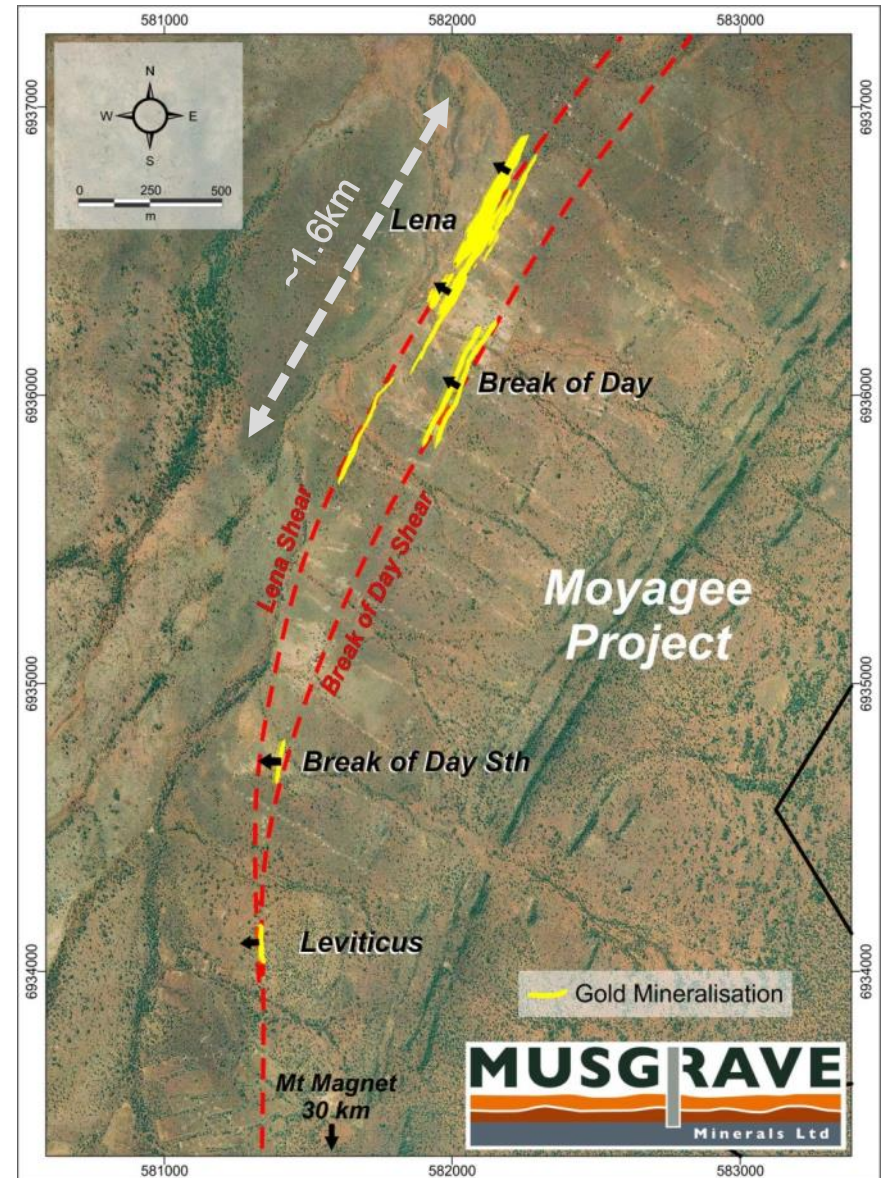 581000
582000
583000
N
W
E
S
0
250
500
m
6937000
6937000
~1.6km
Lena
6936000
6936000
Break of Day
Lena Shear
Break of Day Shear
Moyagee
Project
6935000
6935000
Break of Day Sth
Leviticus
6934000
6934000
Gold Mineralisation
Mt Magnet
30 km
MUSGRAVE
Minerals Ltd
581000
582000
583000